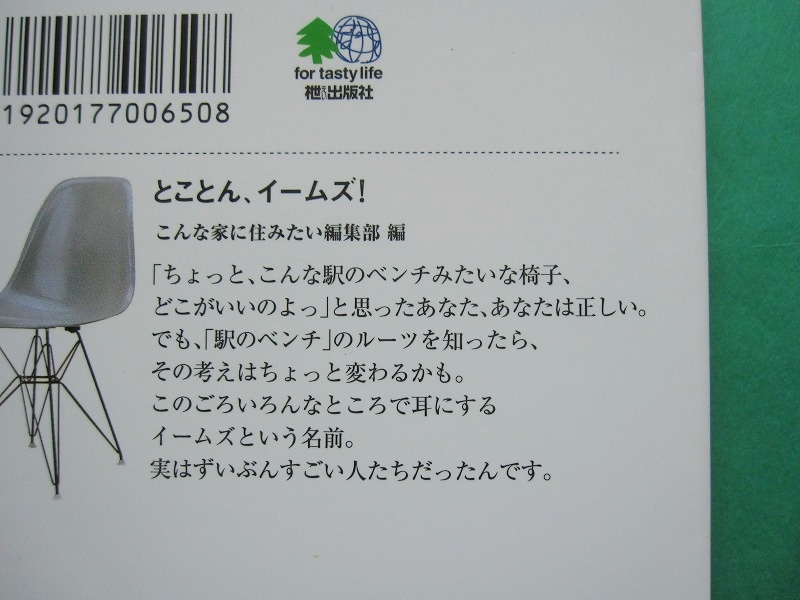 1920177006508
for tasty life
枻出版社
とことん、イームズ!
こんな家に住みたい編集部 編
「ちょっと、こんな駅のベンチみたいな椅子、
どこがいいのよっ」と思ったあなた、あなたは正しい。
でも、「駅のベンチ」のルーツを知ったら、
その考えはちょっと変わるかも。
このごろいろんなところで耳にする
イームズという名前。
実はずいぶんすごい人たちだったんです。